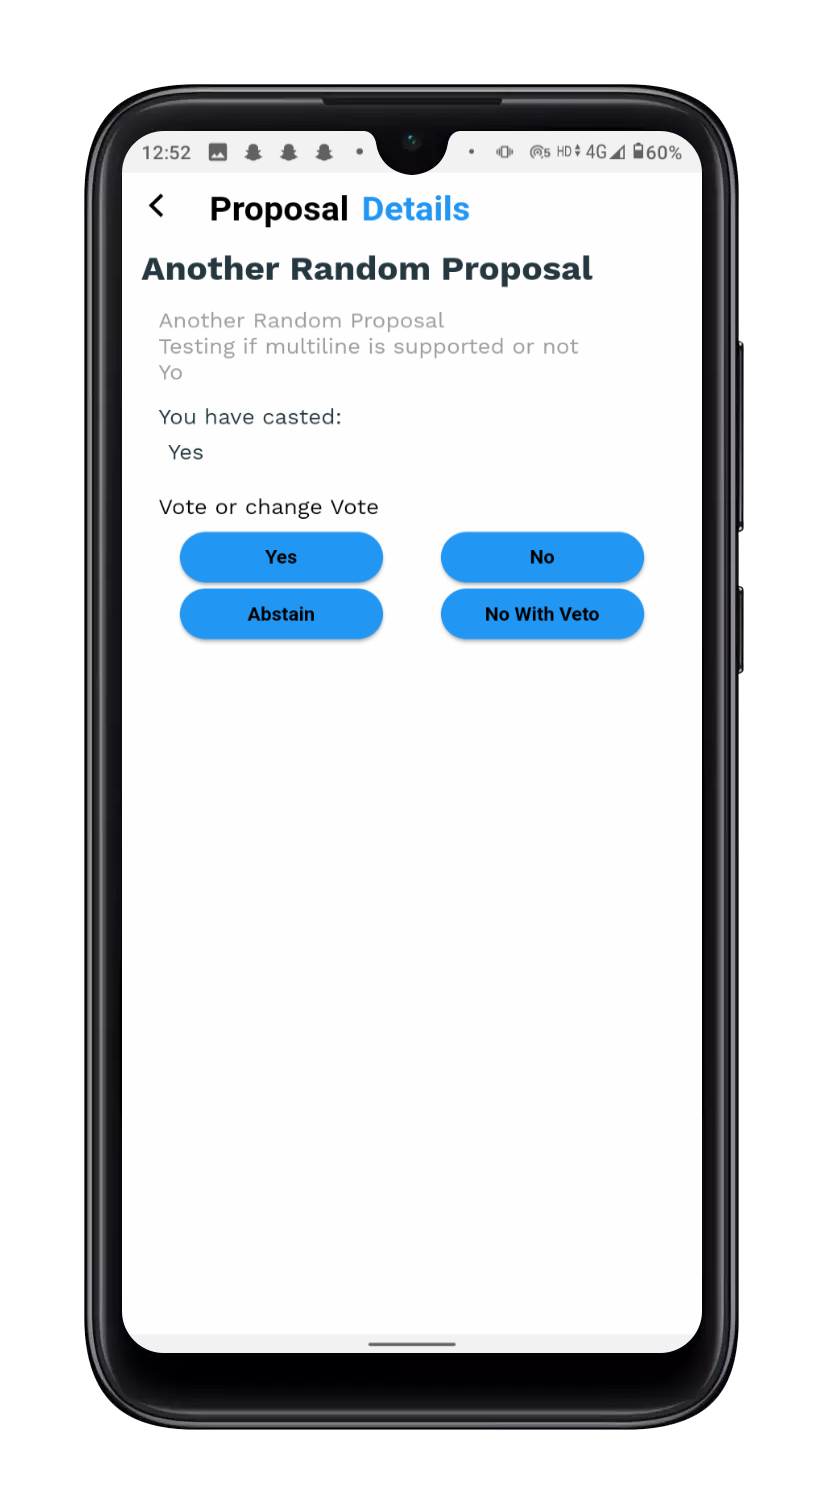 12:52 5 HD 4G 60%
Proposal Details
Another Random Proposal
Another Random Proposal
Testing if multiline is supported or not
Yo
You have casted:
Yes
Vote or change Vote
Yes No
Abstain No With Veto